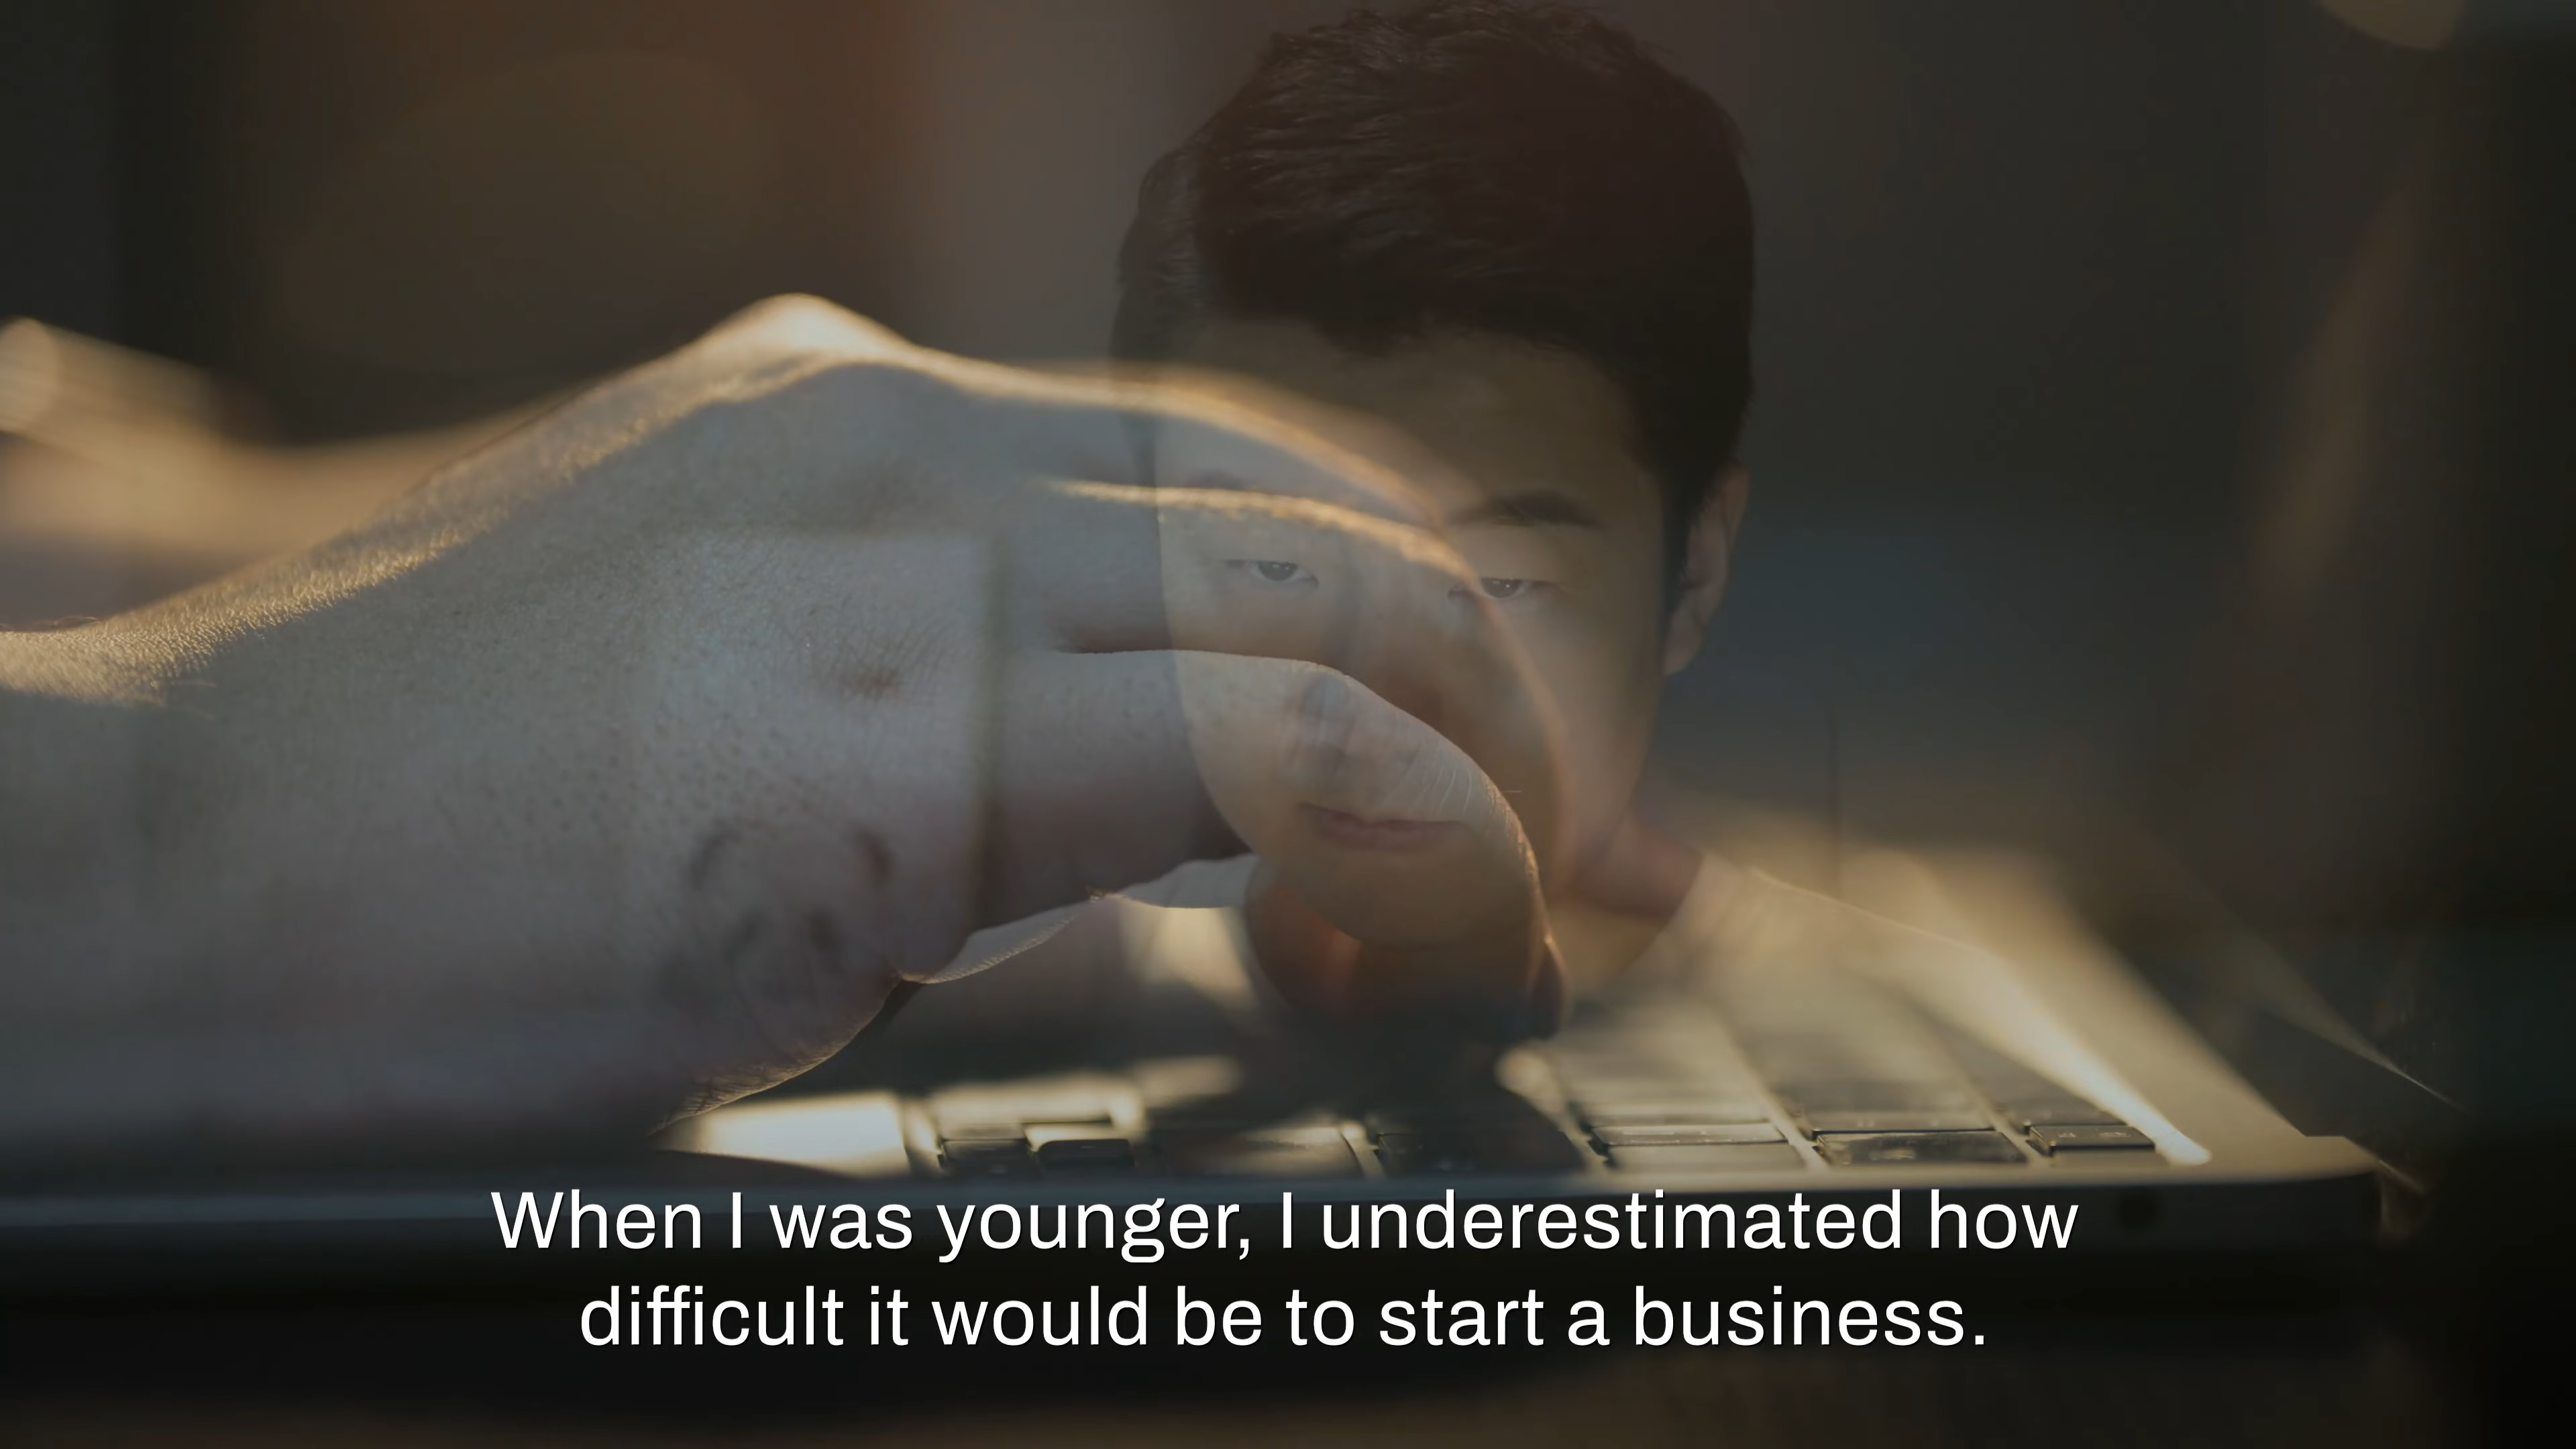 When I was younger, I underestimated how
difficult it would be to start a business.